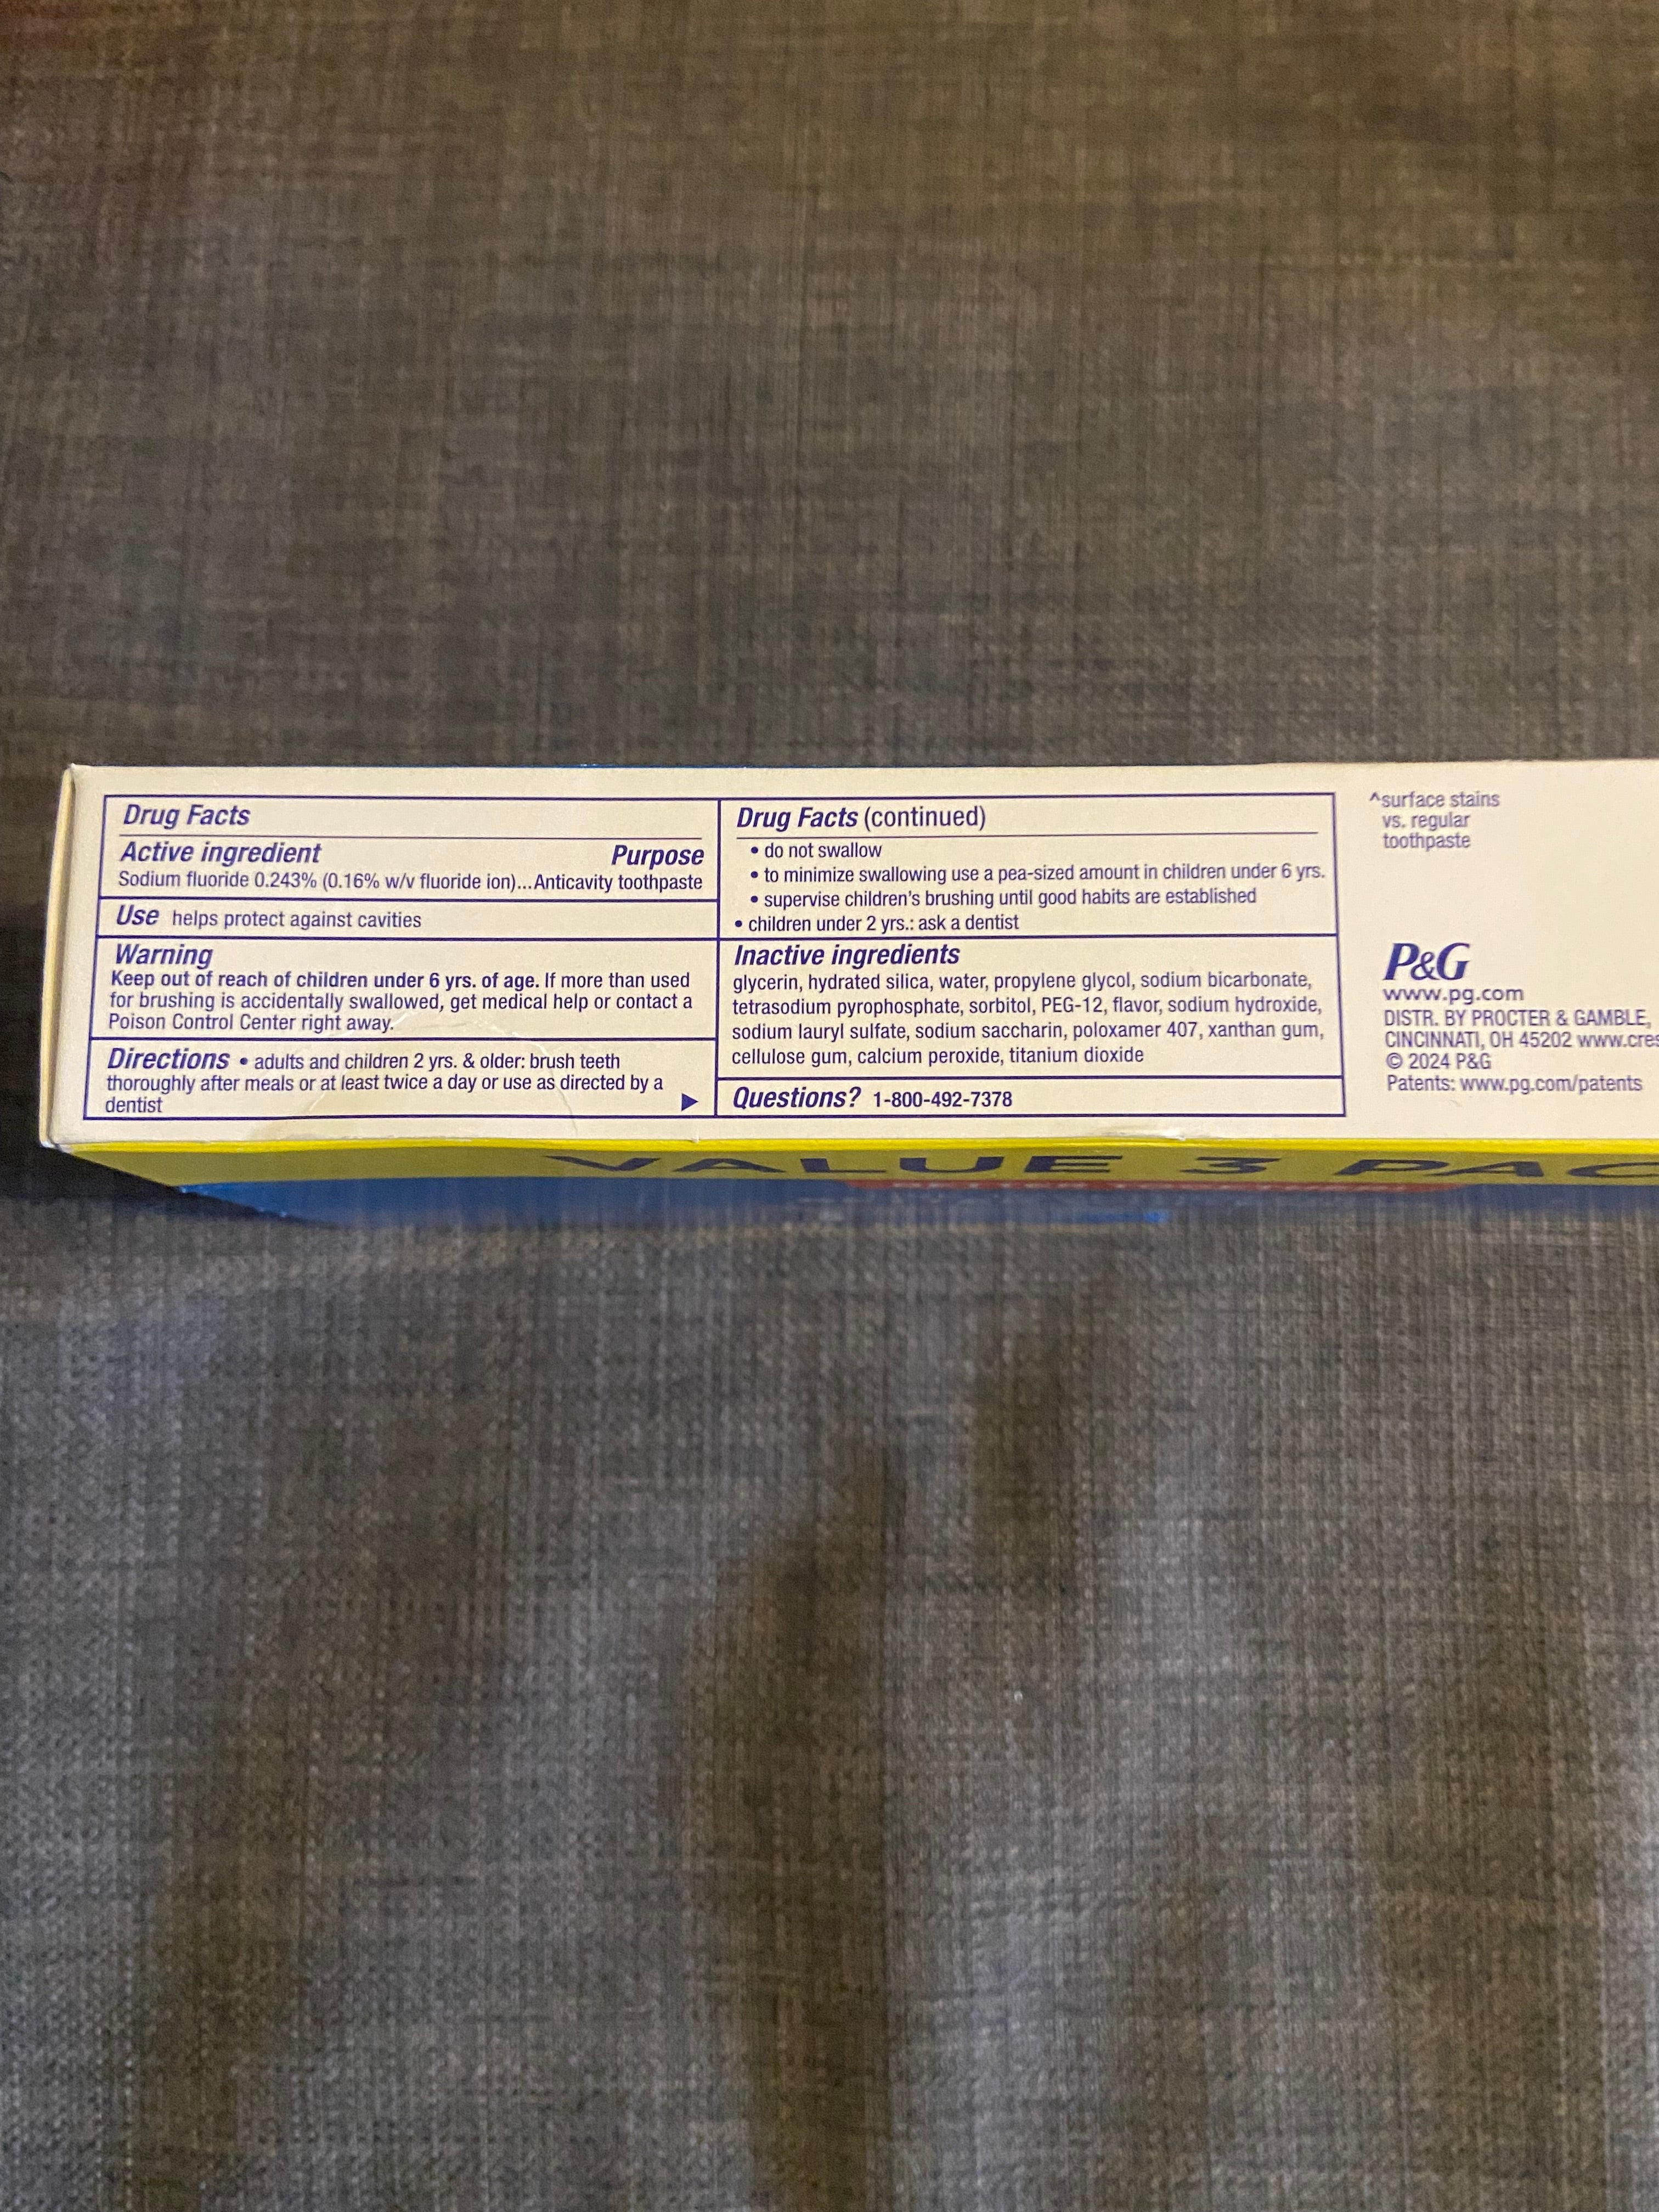 Drug Facts
Active ingredient Purpose
Sodium fluoride 0.243% (0.16% w/v fluoride ion)...Anticavity toothpaste
Use helps protect against cavities
Warning
Keep out of reach of children under 6 yrs. of age. If more than used
for brushing is accidentally swallowed, get medical help or contact a
Poison Control Center right away.
Directions • adults and children 2 yrs. & older: brush teeth
thoroughly after meals or at least twice a day or use as directed by a
dentist
Drug Facts (continued)
• do not swallow
• to minimize swallowing use a pea-sized amount in children under 6 yrs.
• supervise children's brushing until good habits are established
• children under 2 yrs.: ask a dentist
Inactive ingredients
glycerin, hydrated silica, water, propylene glycol, sodium bicarbonate,
tetrasodium pyrophosphate, sorbitol, PEG-12, flavor, sodium hydroxide,
sodium lauryl sulfate, sodium saccharin, poloxamer 407, xanthan gum,
cellulose gum, calcium peroxide, titanium dioxide
Questions? 1-800-492-7378
^surface stains
vs. regular
toothpaste
P&G
www.pg.com
DISTR. BY PROCTER & GAMBLE,
CINCINNATI, OH 45202 www.cres
© 2024 P&G
Patents: www.pg.com/patents
VALUE 3 PAC